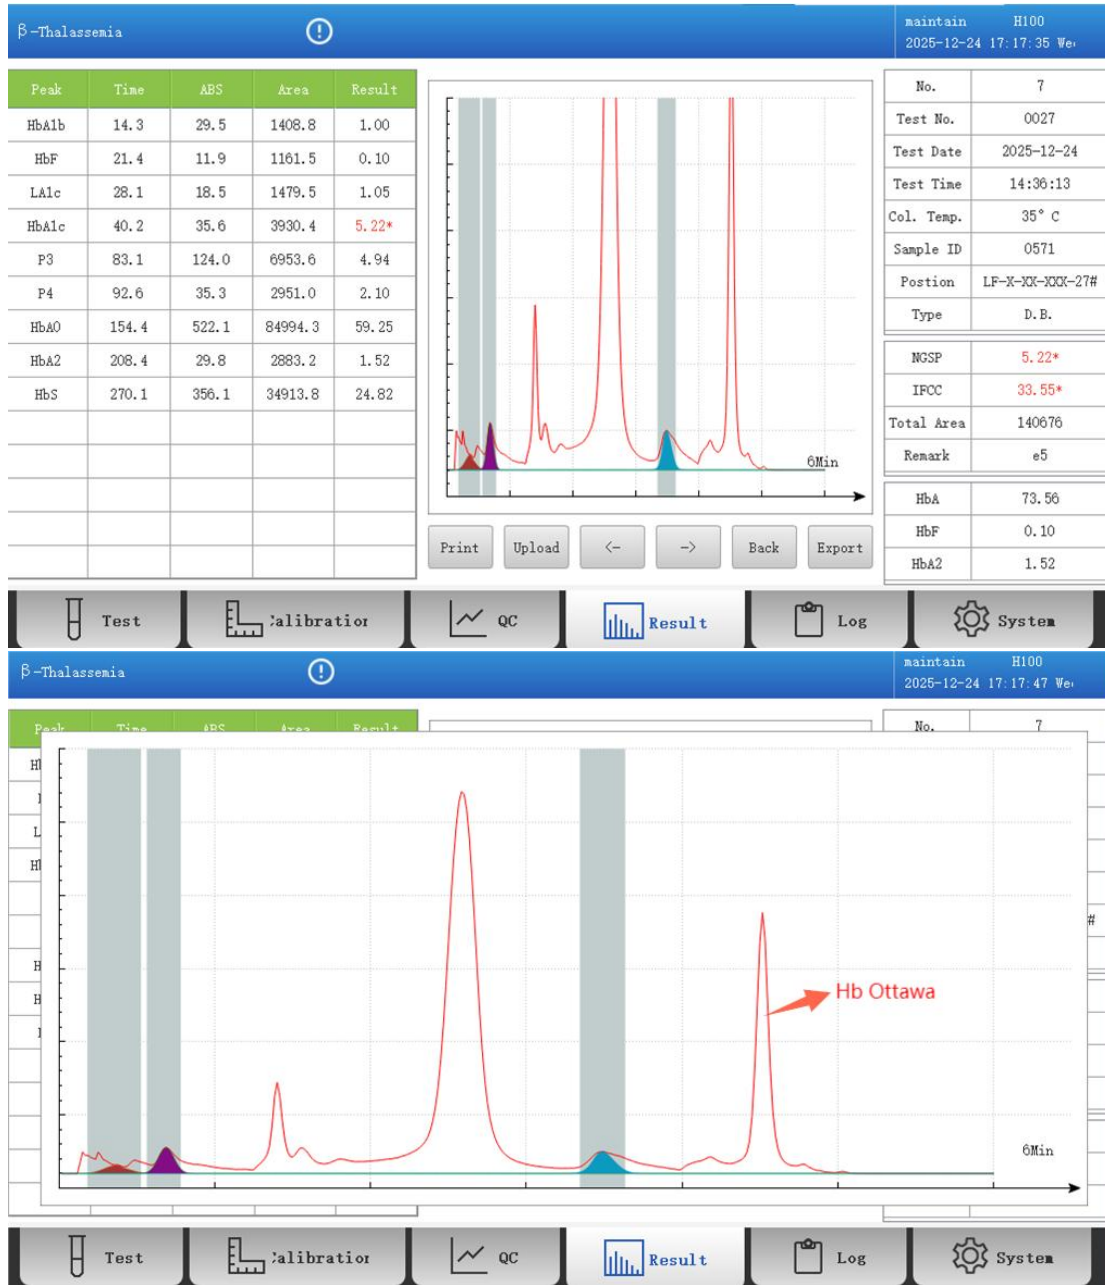 β-Thalassemia
maintain H100
2025-12-24 17:17:35 We
Peak Time ABS Area Result
HbA1b 14.3 29.5 1408.8 1.00
HbF 21.4 11.9 1161.5 0.10
LA1c 28.1 18.5 1479.5 1.05
HbA1c 40.2 35.6 3930.4 5.22*
P3 83.1 124.0 6953.6 4.94
P4 92.6 35.3 2951.0 2.10
HbA0 154.4 522.1 84994.3 59.25
HbA2 208.4 29.8 2883.2 1.52
HbS 270.1 356.1 34913.8 24.82
6Min
Print Upload <- -> Back Export
No. 7
Test No. 0027
Test Date 2025-12-24
Test Time 14:36:13
Col. Temp. 35° C
Sample ID 0571
Postion LF-X-XX-XXX-27#
Type D.B.
NGSP 5.22*
IFCC 33.55*
Total Area 140676
Remark e5
HbA 73.56
HbF 0.10
HbA2 1.52
Test Calibration QC Result Log System
β-Thalassemia
maintain H100
2025-12-24 17:17:47 We
Peak Time ABS Area Result
No. 7
#
Hb Ottawa
6Min
Test Calibration QC Result Log System